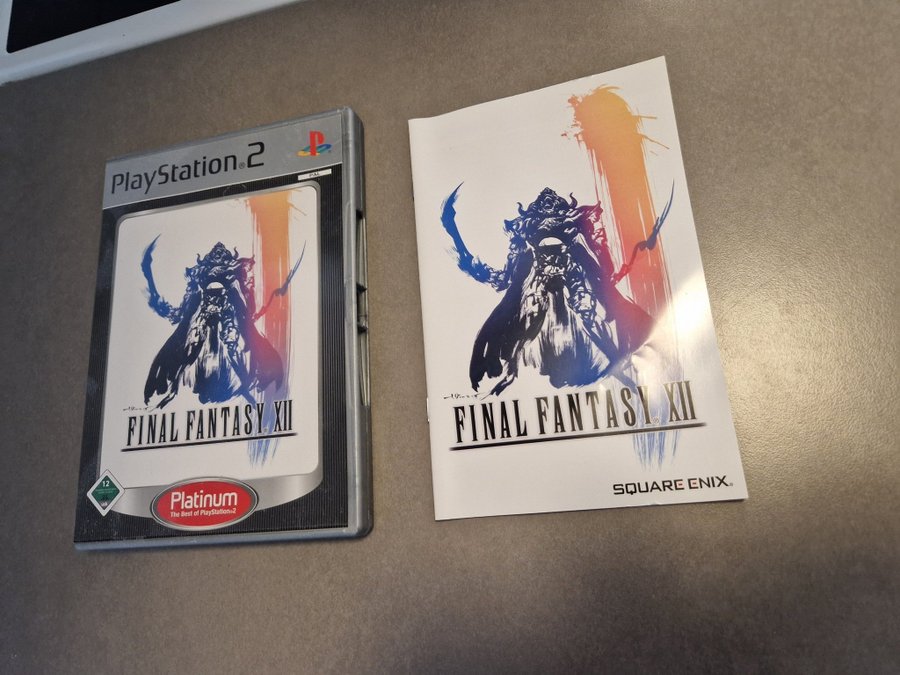 PlayStation®2
PAL
FINAL FANTASY® XII
12
Platinum
The Best of PlayStation®2
FINAL FANTASY® XII
SQUARE ENIX®